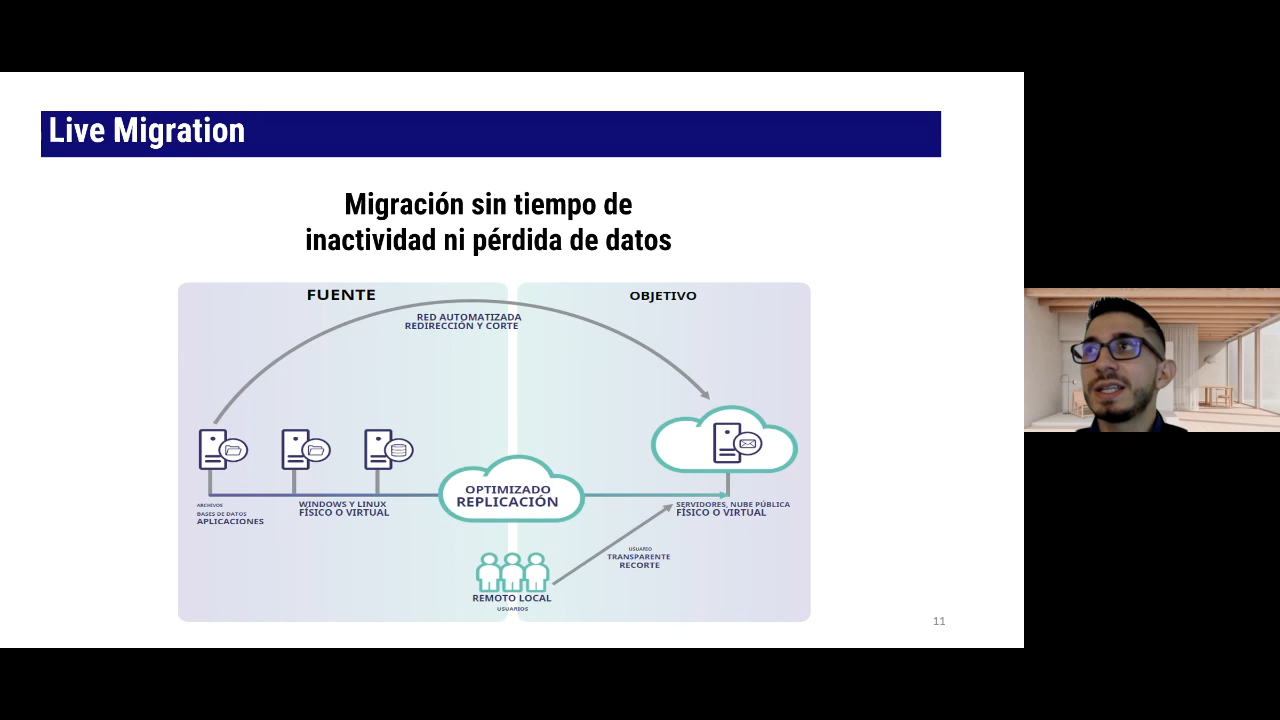 Live Migration
Migración sin tiempo de
inactividad ni pérdida de datos
FUENTE
OBJETIVO
RED AUTOMATIZADA
REDIRECCIÓN Y CORTE
ARCHIVOS
BASES DE DATOS
APLICACIONES
WINDOWS Y LINUX
FÍSICO O VIRTUAL
OPTIMIZADO
REPLICACIÓN
SERVIDORES, NUBE PÚBLICA
FÍSICO O VIRTUAL
USUARIO
TRANSPARENTE
RECORTE
REMOTO LOCAL
USUARIOS
11